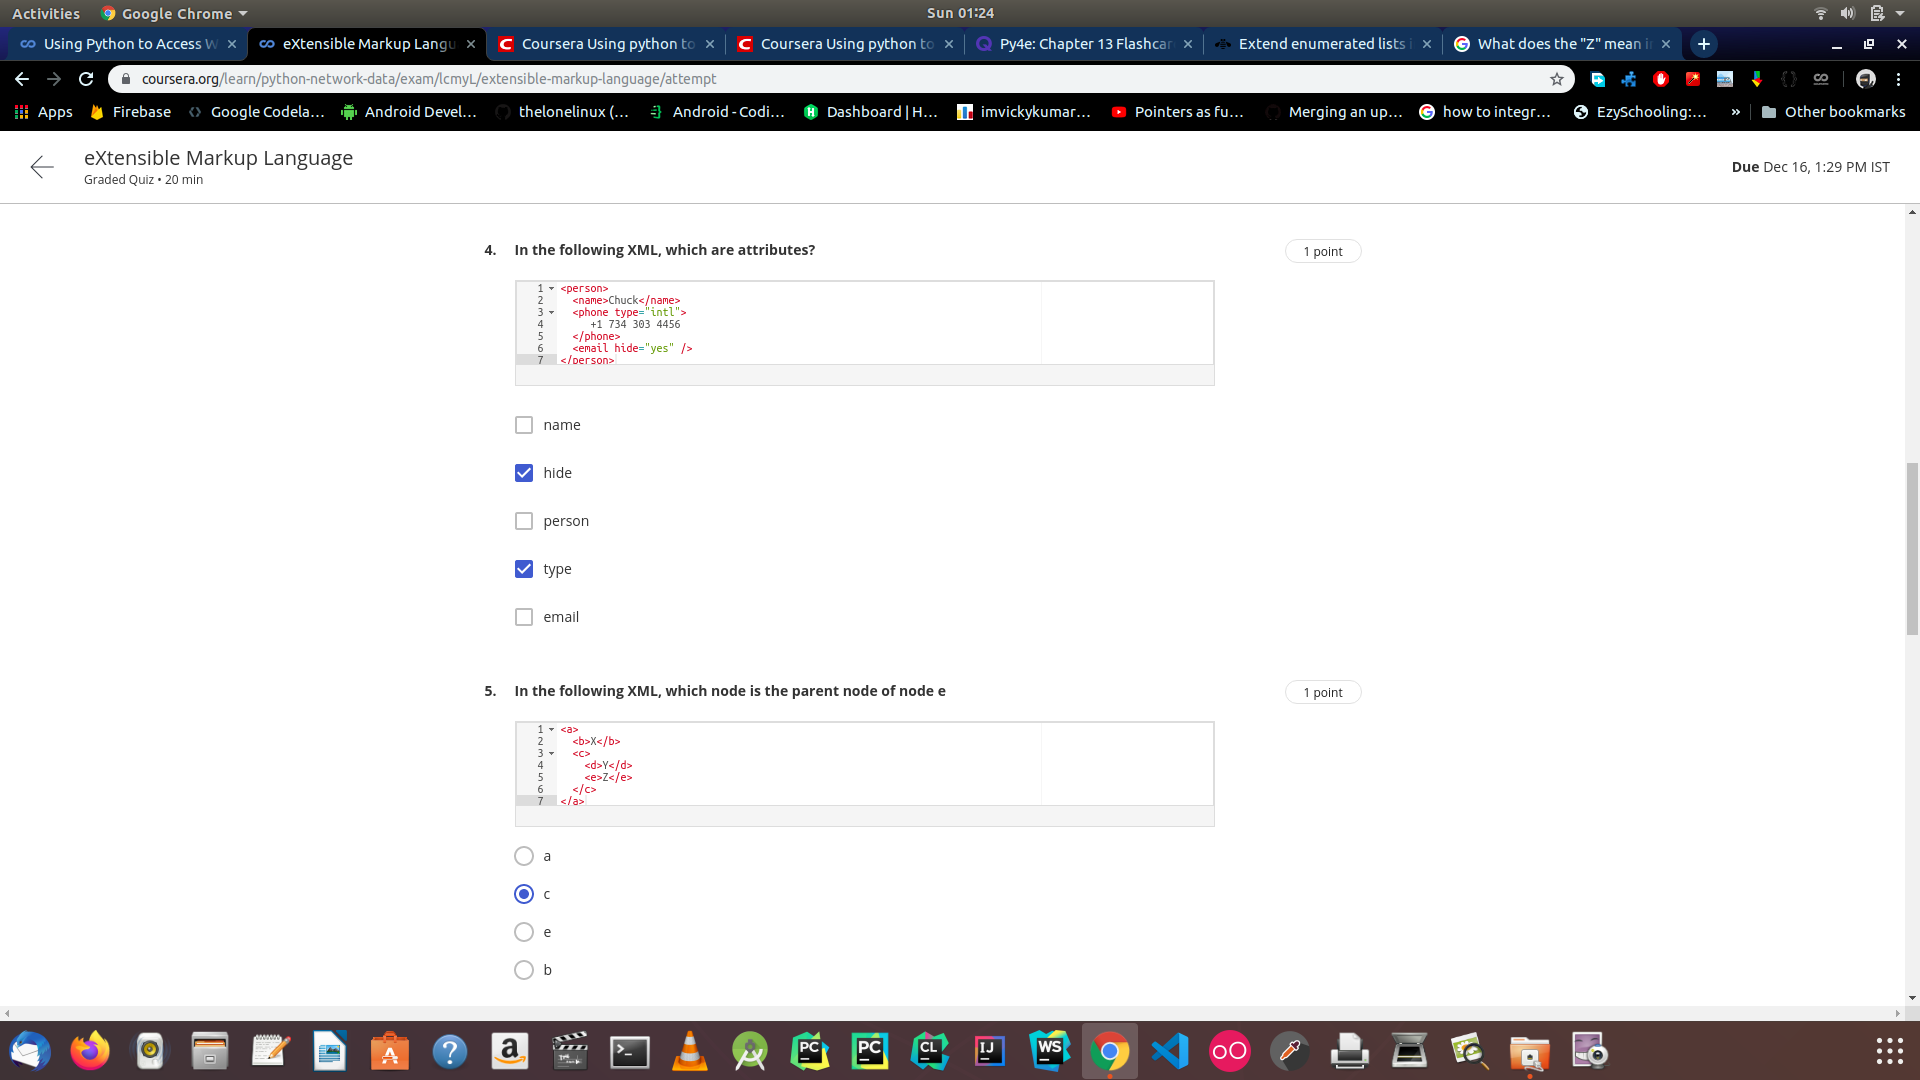 Activities Google Chrome Sun 01:24
Using Python to Access W eXtensible Markup Langu Coursera Using python to Coursera Using python to Py4e: Chapter 13 Flashcar Extend enumerated lists What does the "Z" mean i
coursera.org/learn/python-network-data/exam/lcmyL/extensible-markup-language/attempt
Apps Firebase Google Codela... Android Devel... thelonelinux (... Android - Codi... Dashboard | H... imvickykumar... Pointers as fu... Merging an up... how to integr... EzySchooling:... » Other bookmarks
eXtensible Markup Language
Graded Quiz • 20 min
Due Dec 16, 1:29 PM IST
4. In the following XML, which are attributes? 1 point
1 <person>
2 <name>Chuck</name>
3 <phone type="intl">
4 +1 734 303 4456
5 </phone>
6 <email hide="yes" />
7 </person>
name
hide
person
type
email
5. In the following XML, which node is the parent node of node e 1 point
1 <a>
2 <b>X</b>
3 <c>
4 <d>Y</d>
5 <e>Z</e>
6 </c>
7 </a>
a
c
e
b